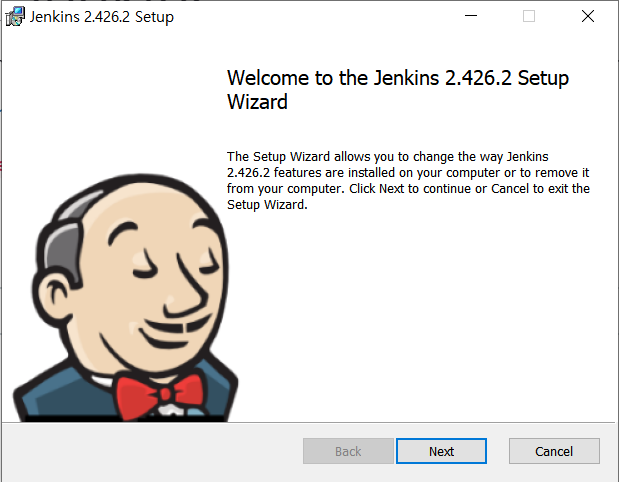 Jenkins 2.426.2 Setup
Welcome to the Jenkins 2.426.2 Setup
Wizard
The Setup Wizard allows you to change the way Jenkins
2.426.2 features are installed on your computer or to remove it
from your computer. Click Next to continue or Cancel to exit the
Setup Wizard.
Back
Next
Cancel